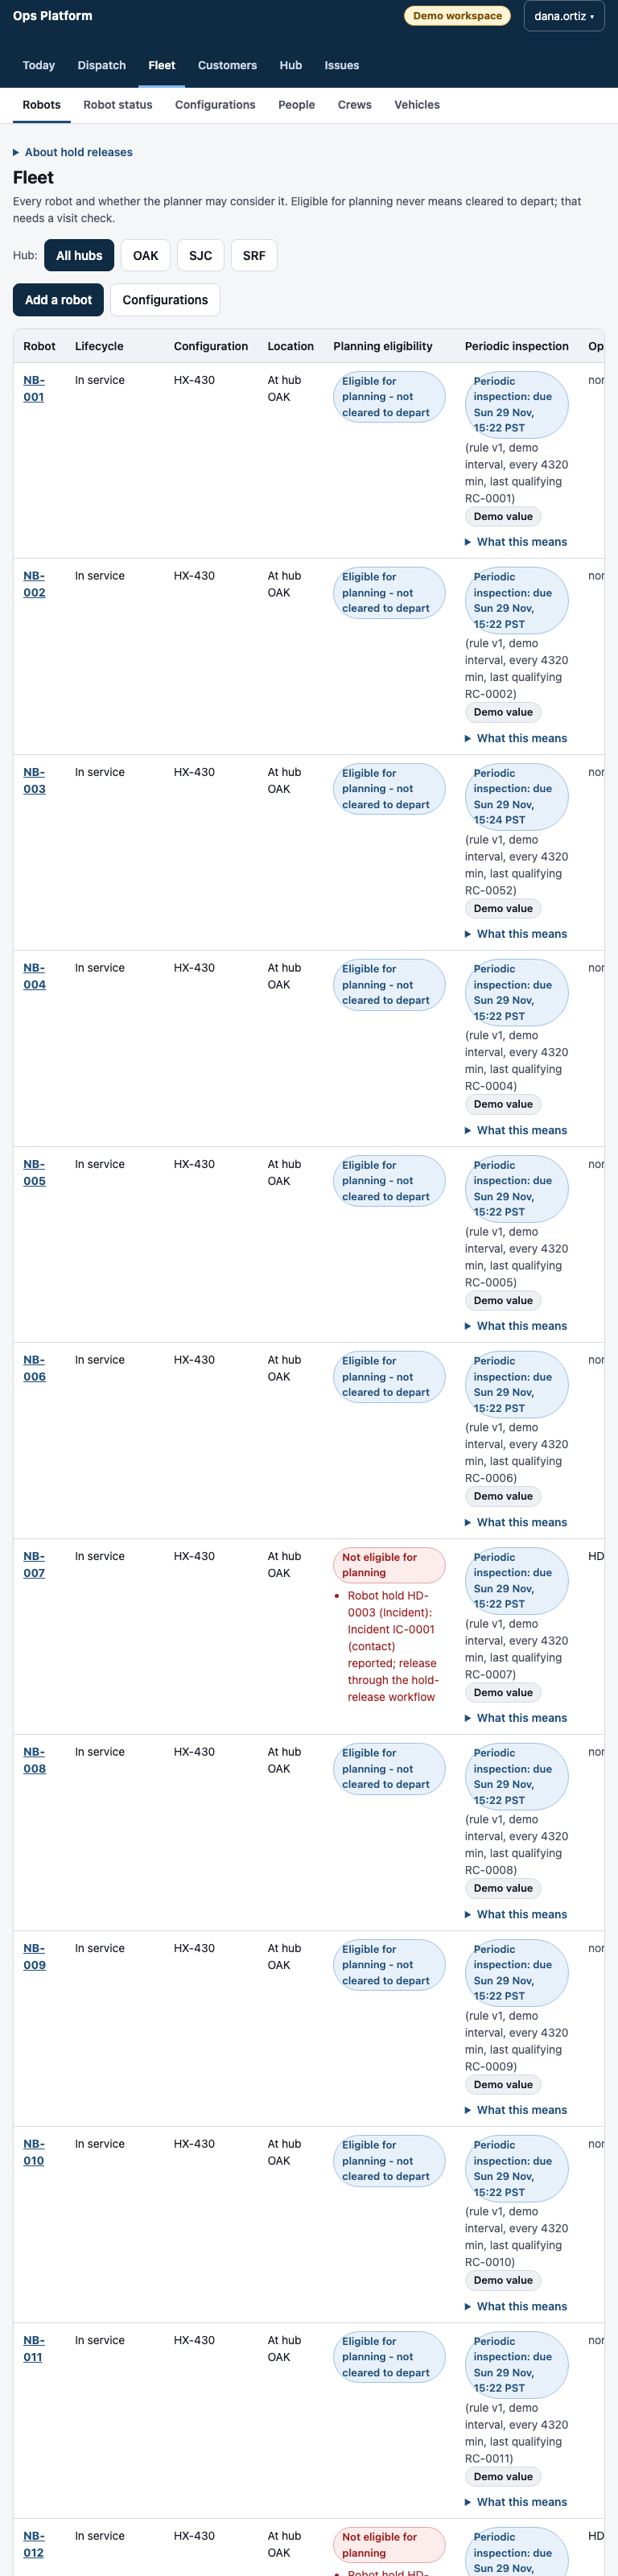 Ops Platform
Demo workspace
dana.ortiz ▾
Today Dispatch Fleet Customers Hub Issues
Robots Robot status Configurations People Crews Vehicles
▶ About hold releases
Fleet
Every robot and whether the planner may consider it. Eligible for planning never means cleared to depart; that
needs a visit check.
Hub: All hubs OAK SJC SRF
Add a robot Configurations
Robot Lifecycle Configuration Location Planning eligibility Periodic inspection
NB-
001
In service
HX-430
At hub
OAK
Eligible for
planning - not
cleared to depart
Periodic
inspection: due
Sun 29 Nov,
15:22 PST
(rule v1, demo
interval, every 4320
min, last qualifying
RC-0001)
Demo value
▶ What this means
NB-
002
In service
HX-430
At hub
OAK
Eligible for
planning - not
cleared to depart
Periodic
inspection: due
Sun 29 Nov,
15:22 PST
(rule v1, demo
interval, every 4320
min, last qualifying
RC-0002)
Demo value
▶ What this means
NB-
003
In service
HX-430
At hub
OAK
Eligible for
planning - not
cleared to depart
Periodic
inspection: due
Sun 29 Nov,
15:24 PST
(rule v1, demo
interval, every 4320
min, last qualifying
RC-0052)
Demo value
▶ What this means
NB-
004
In service
HX-430
At hub
OAK
Eligible for
planning - not
cleared to depart
Periodic
inspection: due
Sun 29 Nov,
15:22 PST
(rule v1, demo
interval, every 4320
min, last qualifying
RC-0004)
Demo value
▶ What this means
NB-
005
In service
HX-430
At hub
OAK
Eligible for
planning - not
cleared to depart
Periodic
inspection: due
Sun 29 Nov,
15:22 PST
(rule v1, demo
interval, every 4320
min, last qualifying
RC-0005)
Demo value
▶ What this means
NB-
006
In service
HX-430
At hub
OAK
Eligible for
planning - not
cleared to depart
Periodic
inspection: due
Sun 29 Nov,
15:22 PST
(rule v1, demo
interval, every 4320
min, last qualifying
RC-0006)
Demo value
▶ What this means
NB-
007
In service
HX-430
At hub
OAK
Not eligible for
planning
• Robot hold HD-
0003 (Incident):
Incident IC-0001
(contact)
reported; release
through the hold-
release workflow
Periodic
inspection: due
Sun 29 Nov,
15:22 PST
(rule v1, demo
interval, every 4320
min, last qualifying
RC-0007)
Demo value
▶ What this means
HD
NB-
008
In service
HX-430
At hub
OAK
Eligible for
planning - not
cleared to depart
Periodic
inspection: due
Sun 29 Nov,
15:22 PST
(rule v1, demo
interval, every 4320
min, last qualifying
RC-0008)
Demo value
▶ What this means
NB-
009
In service
HX-430
At hub
OAK
Eligible for
planning - not
cleared to depart
Periodic
inspection: due
Sun 29 Nov,
15:22 PST
(rule v1, demo
interval, every 4320
min, last qualifying
RC-0009)
Demo value
▶ What this means
NB-
010
In service
HX-430
At hub
OAK
Eligible for
planning - not
cleared to depart
Periodic
inspection: due
Sun 29 Nov,
15:22 PST
(rule v1, demo
interval, every 4320
min, last qualifying
RC-0010)
Demo value
▶ What this means
NB-
011
In service
HX-430
At hub
OAK
Eligible for
planning - not
cleared to depart
Periodic
inspection: due
Sun 29 Nov,
15:22 PST
(rule v1, demo
interval, every 4320
min, last qualifying
RC-0011)
Demo value
▶ What this means
NB-
012
In service
HX-430
At hub
OAK
Not eligible for
planning
• Robot hold HD-
Periodic
inspection: due
Sun 29 Nov,
HD